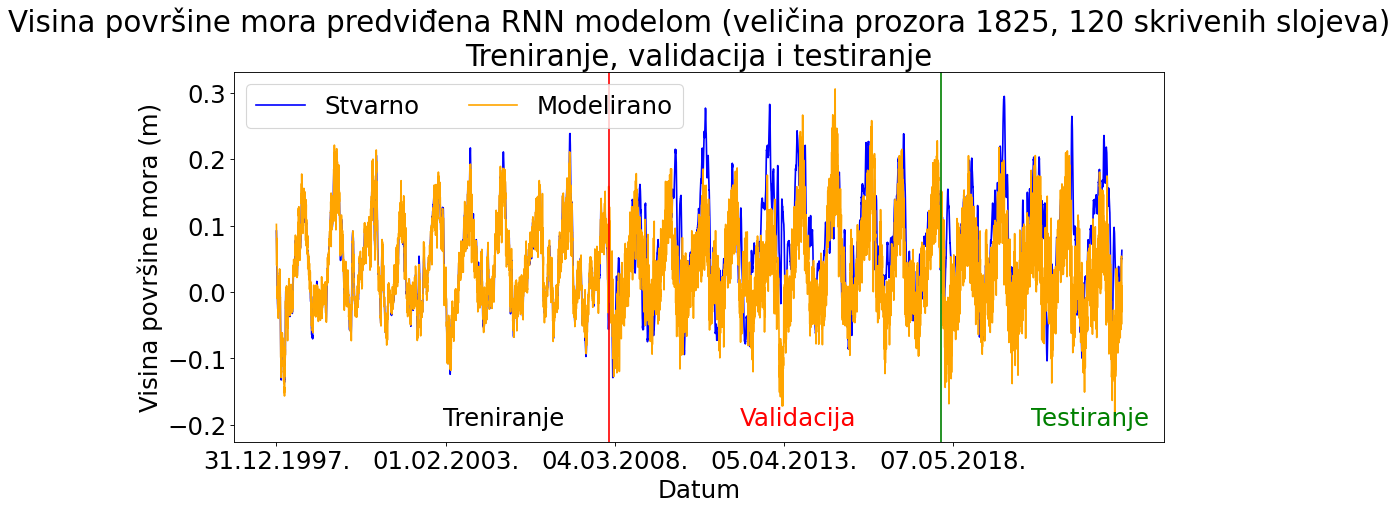 Visina površine mora predviđena RNN modelom (veličina prozora 1825, 120 skrivenih slojeva)
Treniranje, validacija i testiranje
Stvarno
Modelirano
Visina površine mora (m)
0.3
0.2
0.1
0.0
−0.1
−0.2
Treniranje
Validacija
Testiranje
31.12.1997.
01.02.2003.
04.03.2008.
05.04.2013.
07.05.2018.
Datum